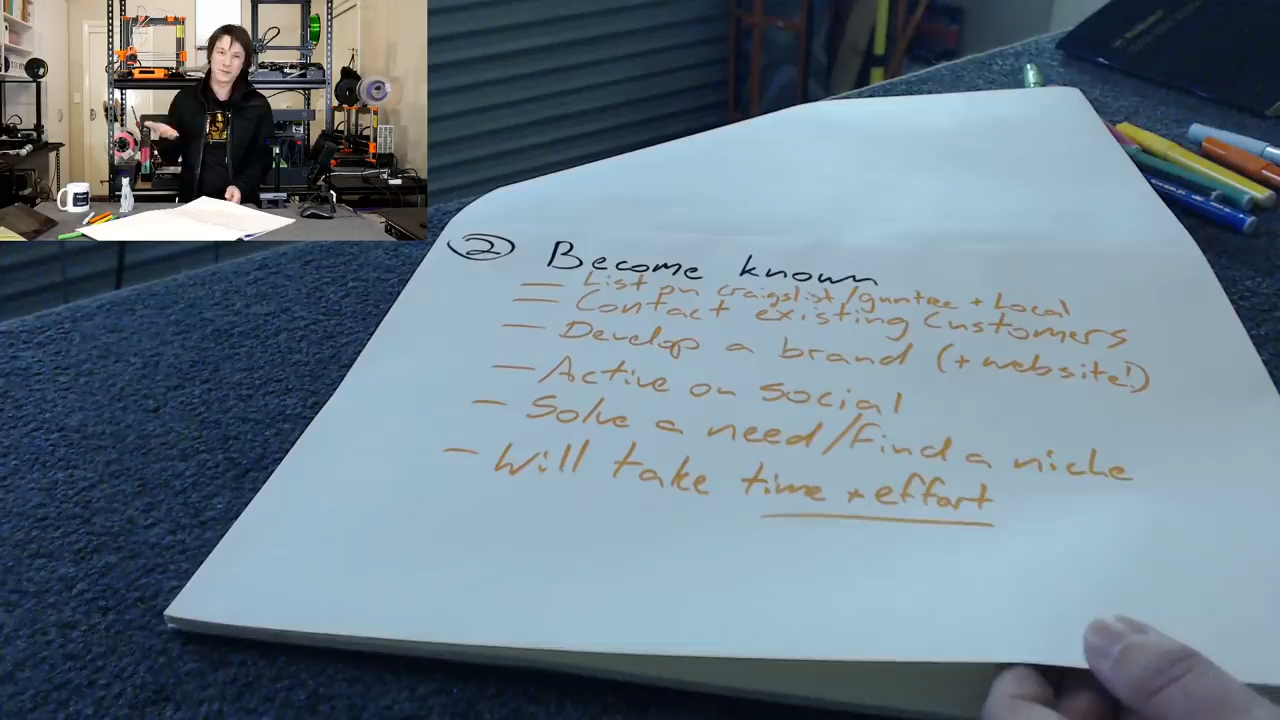 ② Become known
— List on craigslist/gumtree + Local
— Contact existing Customers
— Develop a brand (+website!)
— Active on social
— Solve a need/Find a niche
— Will take time + effort